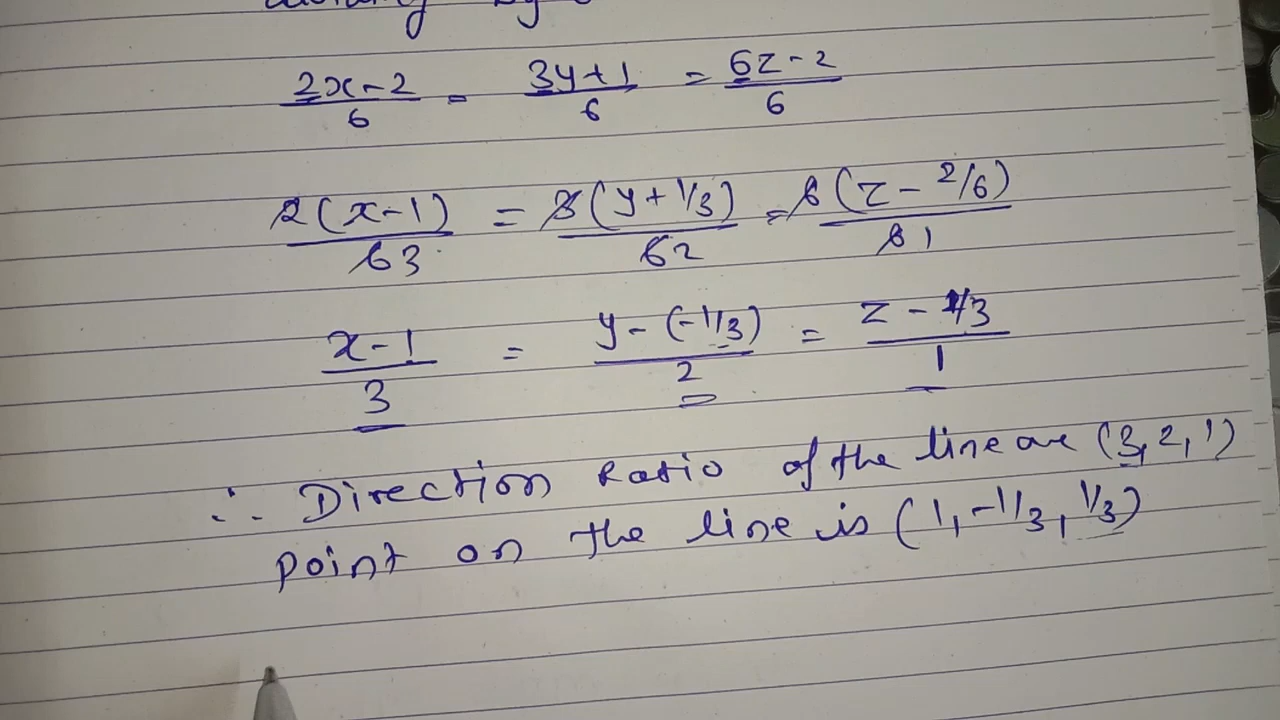 by
2x-2/6 = 3y+1/6 = 6z-2/6
2(x-1)/6 3 = 3(y+1/3)/6 2 = 6(z-2/6)/6 1
x-1/3 = y-(-1/3)/2 = z-1/3/1
∴ Direction Ratio of the line are (3,2,1)
point on the line is (1,-1/3,1/3)